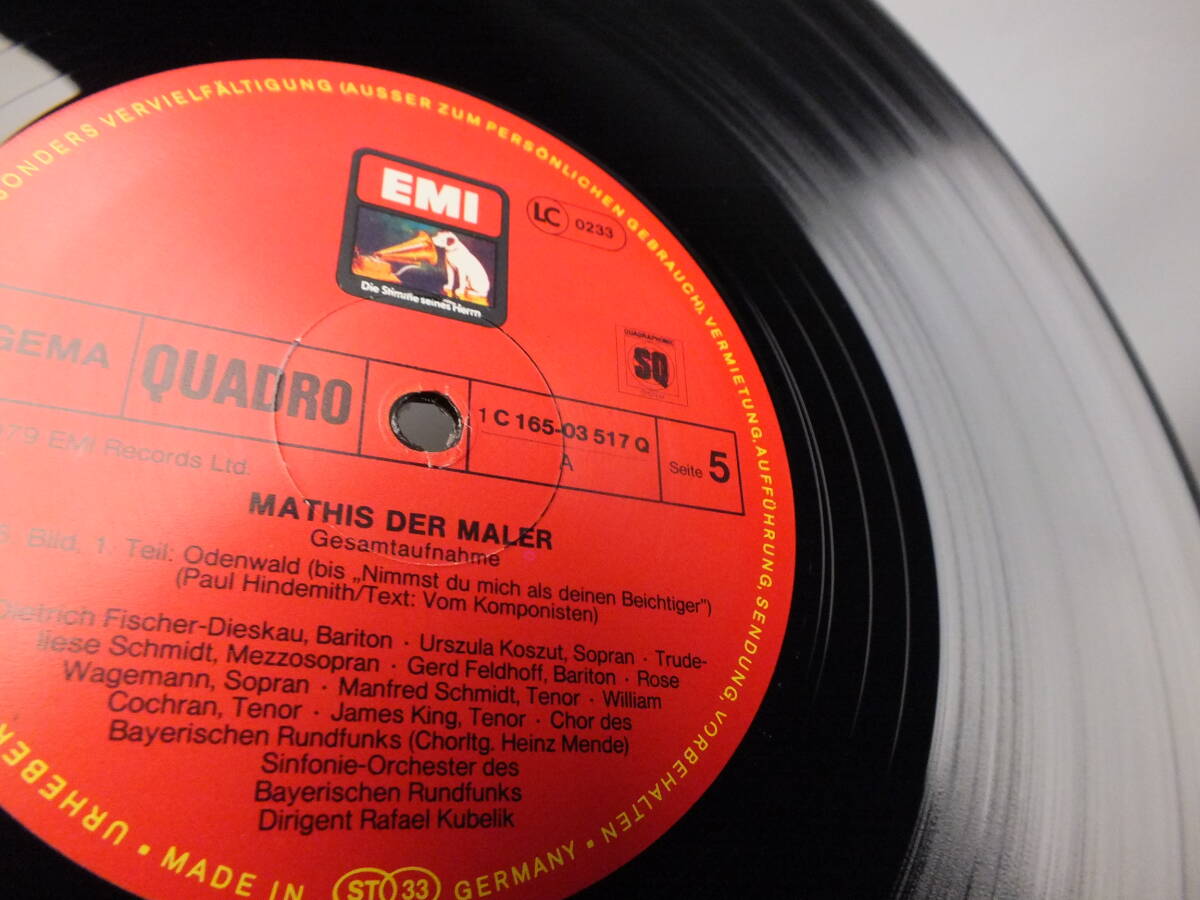 SONDERS VERVIELFÄLTIGUNG (AUSSER ZUM PERSÖNLICHEN GEBRAUCH), VERMIETUNG, AUFFÜHRUNG, SENDUNG, VORBEHALTEN
EMI
Die Stimme seines Herrn
LC 0233
QUADRAPHONIC
SQ
GEMA
QUADRO
1 C 165-03 517 Q
A
Seite 5
79 EMI Records Ltd.
MATHIS DER MALER
Gesamtaufnahme
6. Bild, 1. Teil: Odenwald (bis „Nimmst du mich als deinen Beichtiger")
(Paul Hindemith/Text: Vom Komponisten)
Dietrich Fischer-Dieskau, Bariton · Urszula Koszut, Sopran · Trude-
liese Schmidt, Mezzosopran · Gerd Feldhoff, Bariton · Rose
Wagemann, Sopran · Manfred Schmidt, Tenor · William
Cochran, Tenor · James King, Tenor · Chor des
Bayerischen Rundfunks (Chorltg. Heinz Mende)
Sinfonie-Orchester des
Bayerischen Rundfunks
Dirigent Rafael Kubelik
URHEBER
• MADE IN ST 33 GERMANY •